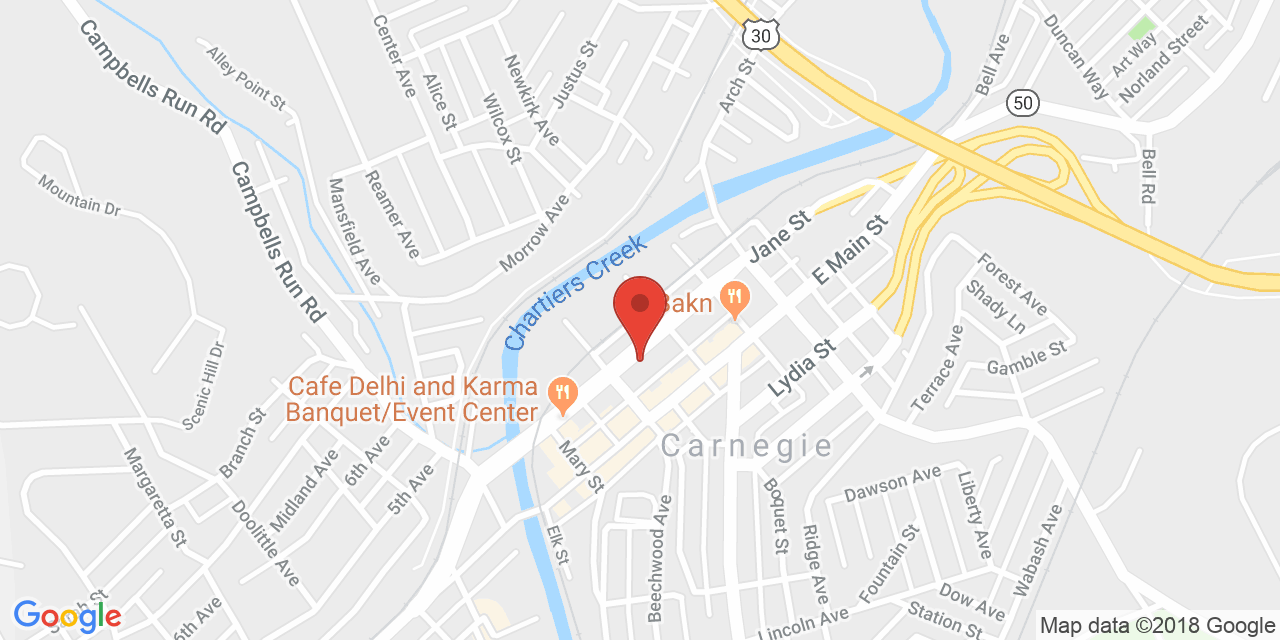 Campbells Run Rd
Alley Point St
Center Ave
Alice St
Wilcox St
Newkirk Ave
Justus St
Arch St
30
50
Bell Ave
Duncan Way
Art Way
Norland Street
Bell Rd
Mountain Dr
Campbells Run Rd
Mansfield Ave
Reamer Ave
Morrow Ave
Chartiers Creek
Jane St
E Main St
Forest Ave
Shady Ln
Gamble St
Terrace Ave
Bakn
Lydia St
Scenic Hill Dr
Cafe Delhi and Karma
Banquet/Event Center
Carnegie
Branch St
6th Ave
Midland Ave
5th Ave
Margaretta St
Doolittle Ave
Mary St
Elk St
Beechwood Ave
Boquet St
Ridge Ave
Dawson Ave
Liberty Ave
Fountain St
Wabash Ave
Dow Ave
Station St
Lincoln Ave
6th Ave
St
Google
Map data ©2018 Google